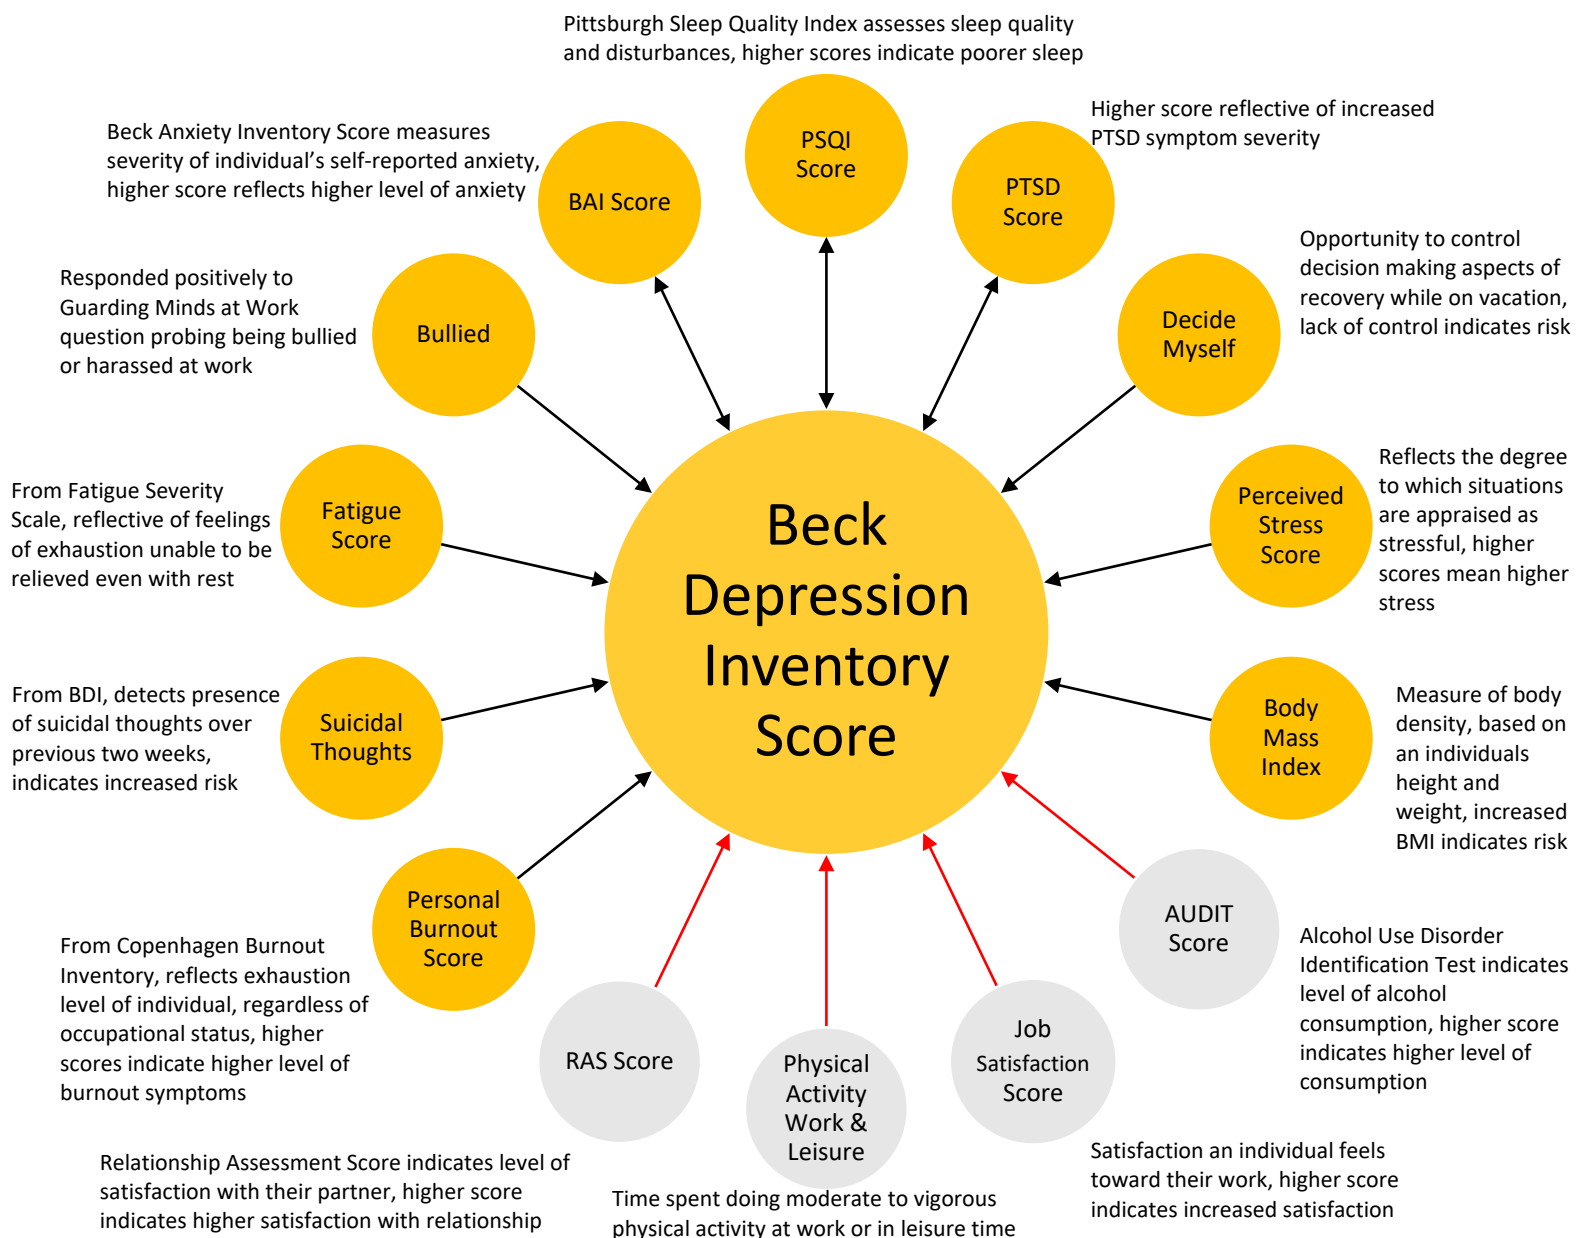 Pittsburgh Sleep Quality Index assesses sleep quality
and disturbances, higher scores indicate poorer sleep
PSQI
Score
Higher score reflective of increased
PTSD symptom severity
PTSD
Score
Beck Anxiety Inventory Score measures
severity of individual’s self-reported anxiety,
higher score reflects higher level of anxiety
BAI Score
Opportunity to control
decision making aspects of
recovery while on vacation,
lack of control indicates risk
Decide
Myself
Responded positively to
Guarding Minds at Work
question probing being bullied
or harassed at work
Bullied
Reflects the degree
to which situations
are appraised as
stressful, higher
scores mean higher
stress
Perceived
Stress
Score
From Fatigue Severity
Scale, reflective of feelings
of exhaustion unable to be
relieved even with rest
Fatigue
Score
Beck
Depression
Inventory
Score
From BDI, detects presence
of suicidal thoughts over
previous two weeks,
indicates increased risk
Suicidal
Thoughts
Body
Mass
Index
Measure of body
density, based on
an individuals
height and
weight, increased
BMI indicates risk
Personal
Burnout
Score
From Copenhagen Burnout
Inventory, reflects exhaustion
level of individual, regardless of
occupational status, higher
scores indicate higher level of
burnout symptoms
AUDIT
Score
Alcohol Use Disorder
Identification Test indicates
level of alcohol
consumption, higher score
indicates higher level of
consumption
RAS Score
Relationship Assessment Score indicates level of
satisfaction with their partner, higher score
indicates higher satisfaction with relationship
Physical
Activity
Work &
Leisure
Time spent doing moderate to vigorous
physical activity at work or in leisure time
Job
Satisfaction
Score
Satisfaction an individual feels
toward their work, higher score
indicates increased satisfaction